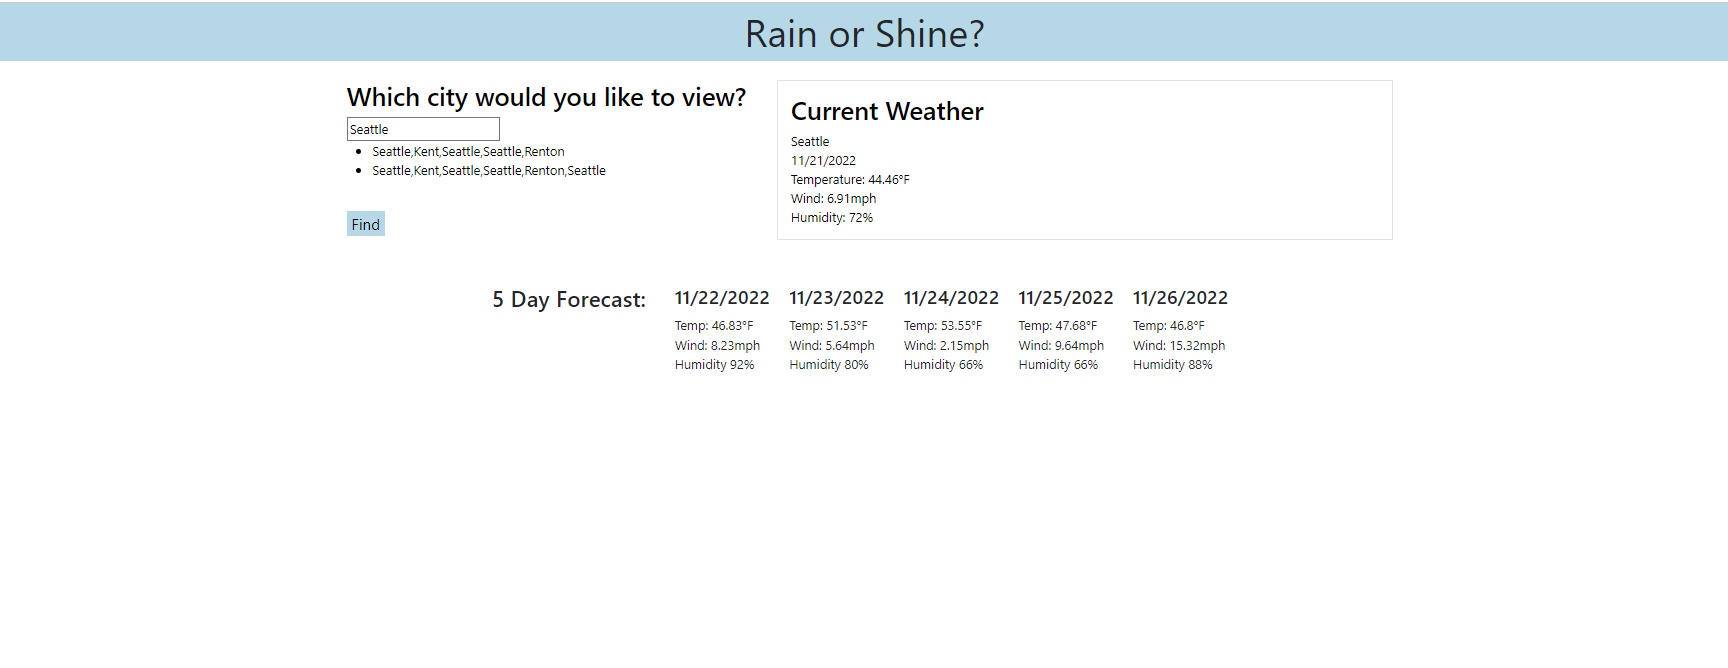 Rain or Shine?
Which city would you like to view?
Seattle
Seattle,Kent,Seattle,Seattle,Renton
Seattle,Kent,Seattle,Seattle,Renton,Seattle
Find
Current Weather
Seattle
11/21/2022
Temperature: 44.46°F
Wind: 6.91mph
Humidity: 72%
5 Day Forecast:
11/22/2022
Temp: 46.83°F
Wind: 8.23mph
Humidity 92%
11/23/2022
Temp: 51.53°F
Wind: 5.64mph
Humidity 80%
11/24/2022
Temp: 53.55°F
Wind: 2.15mph
Humidity 66%
11/25/2022
Temp: 47.68°F
Wind: 9.64mph
Humidity 66%
11/26/2022
Temp: 46.8°F
Wind: 15.32mph
Humidity 88%